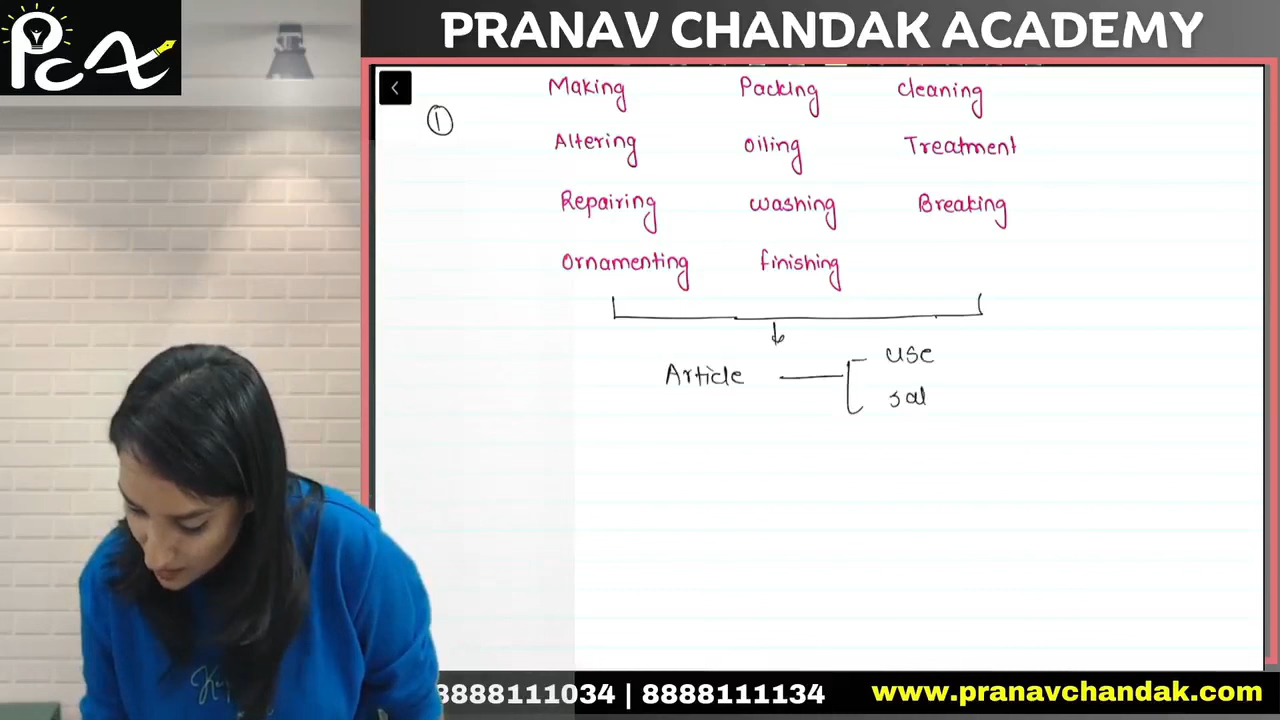 PCA
PRANAV CHANDAK ACADEMY
①
Making Packing cleaning
Altering oiling Treatment
Repairing washing Breaking
Ornamenting finishing
Article use
sal
8888111034 | 8888111134
www.pranavchandak.com